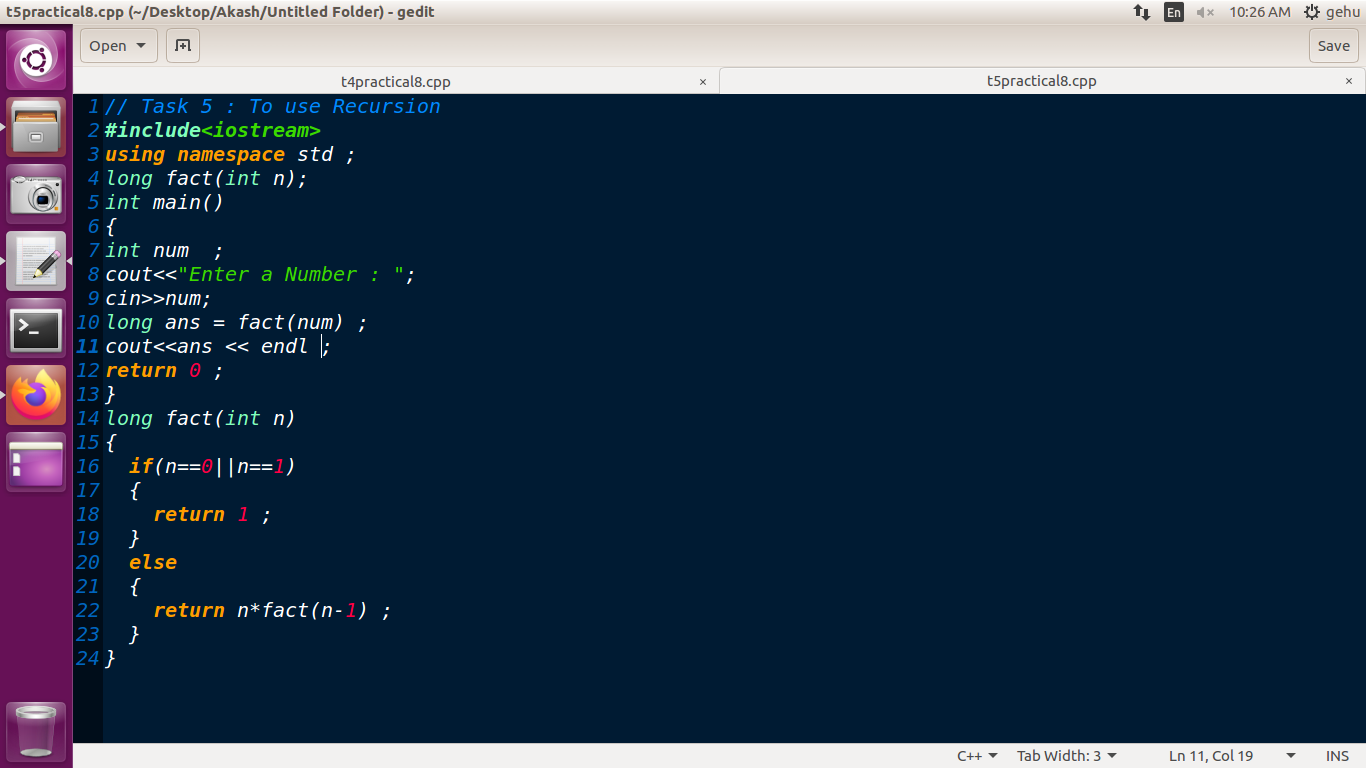 t5practical8.cpp (~/Desktop/Akash/Untitled Folder) - gedit
En
10:26 AM
gehu
Open
Save
t4practical8.cpp ×
t5practical8.cpp ×
1 // Task 5 : To use Recursion
2 #include<iostream>
3 using namespace std ;
4 long fact(int n);
5 int main()
6 {
7 int num  ;
8 cout<<"Enter a Number : ";
9 cin>>num;
10 long ans = fact(num) ;
11 cout<<ans << endl ;
12 return 0 ;
13 }
14 long fact(int n)
15 {
16   if(n==0||n==1)
17   {
18     return 1 ;
19   }
20   else
21   {
22     return n*fact(n-1) ;
23   }
24 }
C++ Tab Width: 3 Ln 11, Col 19 INS